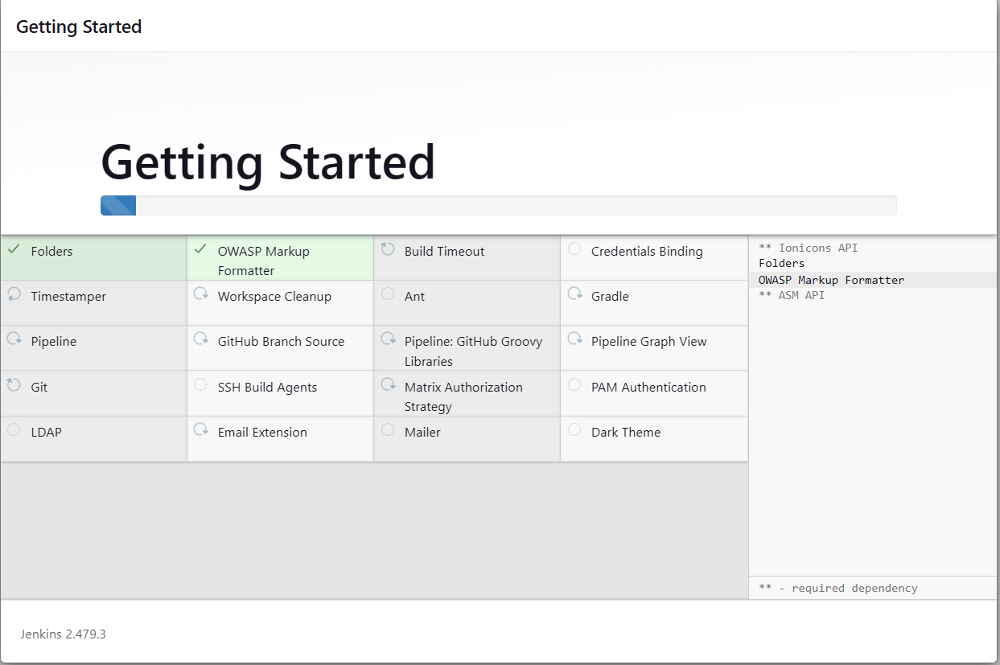 Getting Started
Getting Started
Folders
OWASP Markup
Formatter
Build Timeout
Credentials Binding
Timestamper
Workspace Cleanup
Ant
Gradle
Pipeline
GitHub Branch Source
Pipeline: GitHub Groovy
Libraries
Pipeline Graph View
Git
SSH Build Agents
Matrix Authorization
Strategy
PAM Authentication
LDAP
Email Extension
Mailer
Dark Theme
** Ionicons API
Folders
OWASP Markup Formatter
** ASM API
** - required dependency
Jenkins 2.479.3